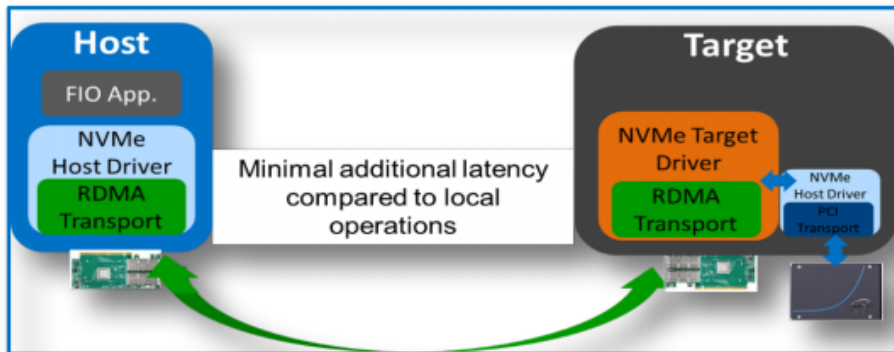 Host
FIO App.
NVMe
Host Driver
RDMA
Transport
Minimal additional latency
compared to local
operations
Target
NVMe Target
Driver
RDMA
Transport
NVMe
Host Driver
PCI
Transport